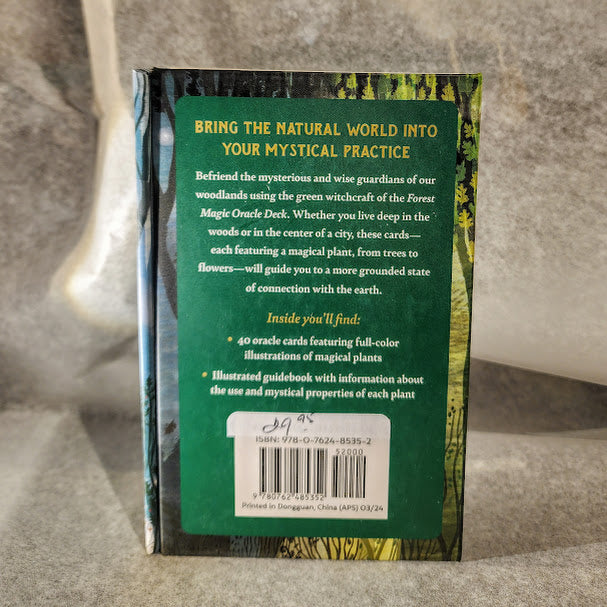 BRING THE NATURAL WORLD INTO
YOUR MYSTICAL PRACTICE
Befriend the mysterious and wise guardians of our
woodlands using the green witchcraft of the Forest
Magic Oracle Deck. Whether you live deep in the
woods or in the center of a city, these cards—
each featuring a magical plant, from trees to
flowers—will guide you to a more grounded state
of connection with the earth.
Inside you'll find:
• 40 oracle cards featuring full-color
illustrations of magical plants
• Illustrated guidebook with information about
the use and mystical properties of each plant
29.95
ISBN: 978-0-7624-8535-2
52000
9 780762 485352
Printed in Dongguan, China (APS) 03/24